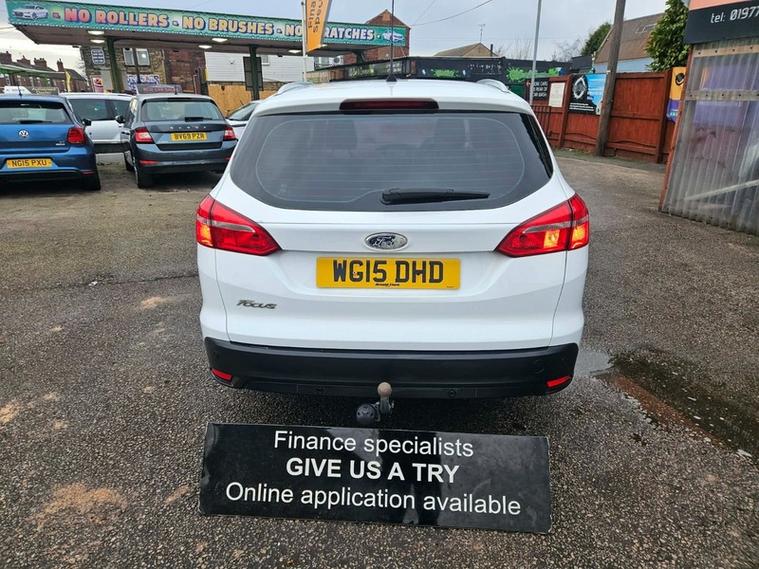 NO ROLLERS - NO BRUSHES - NO SCRATCHES
TEL: 01977
NG15 PXU
BV69 PZR
Ford
WG15 DHD
FOCUS
Finance specialists
GIVE US A TRY
Online application available